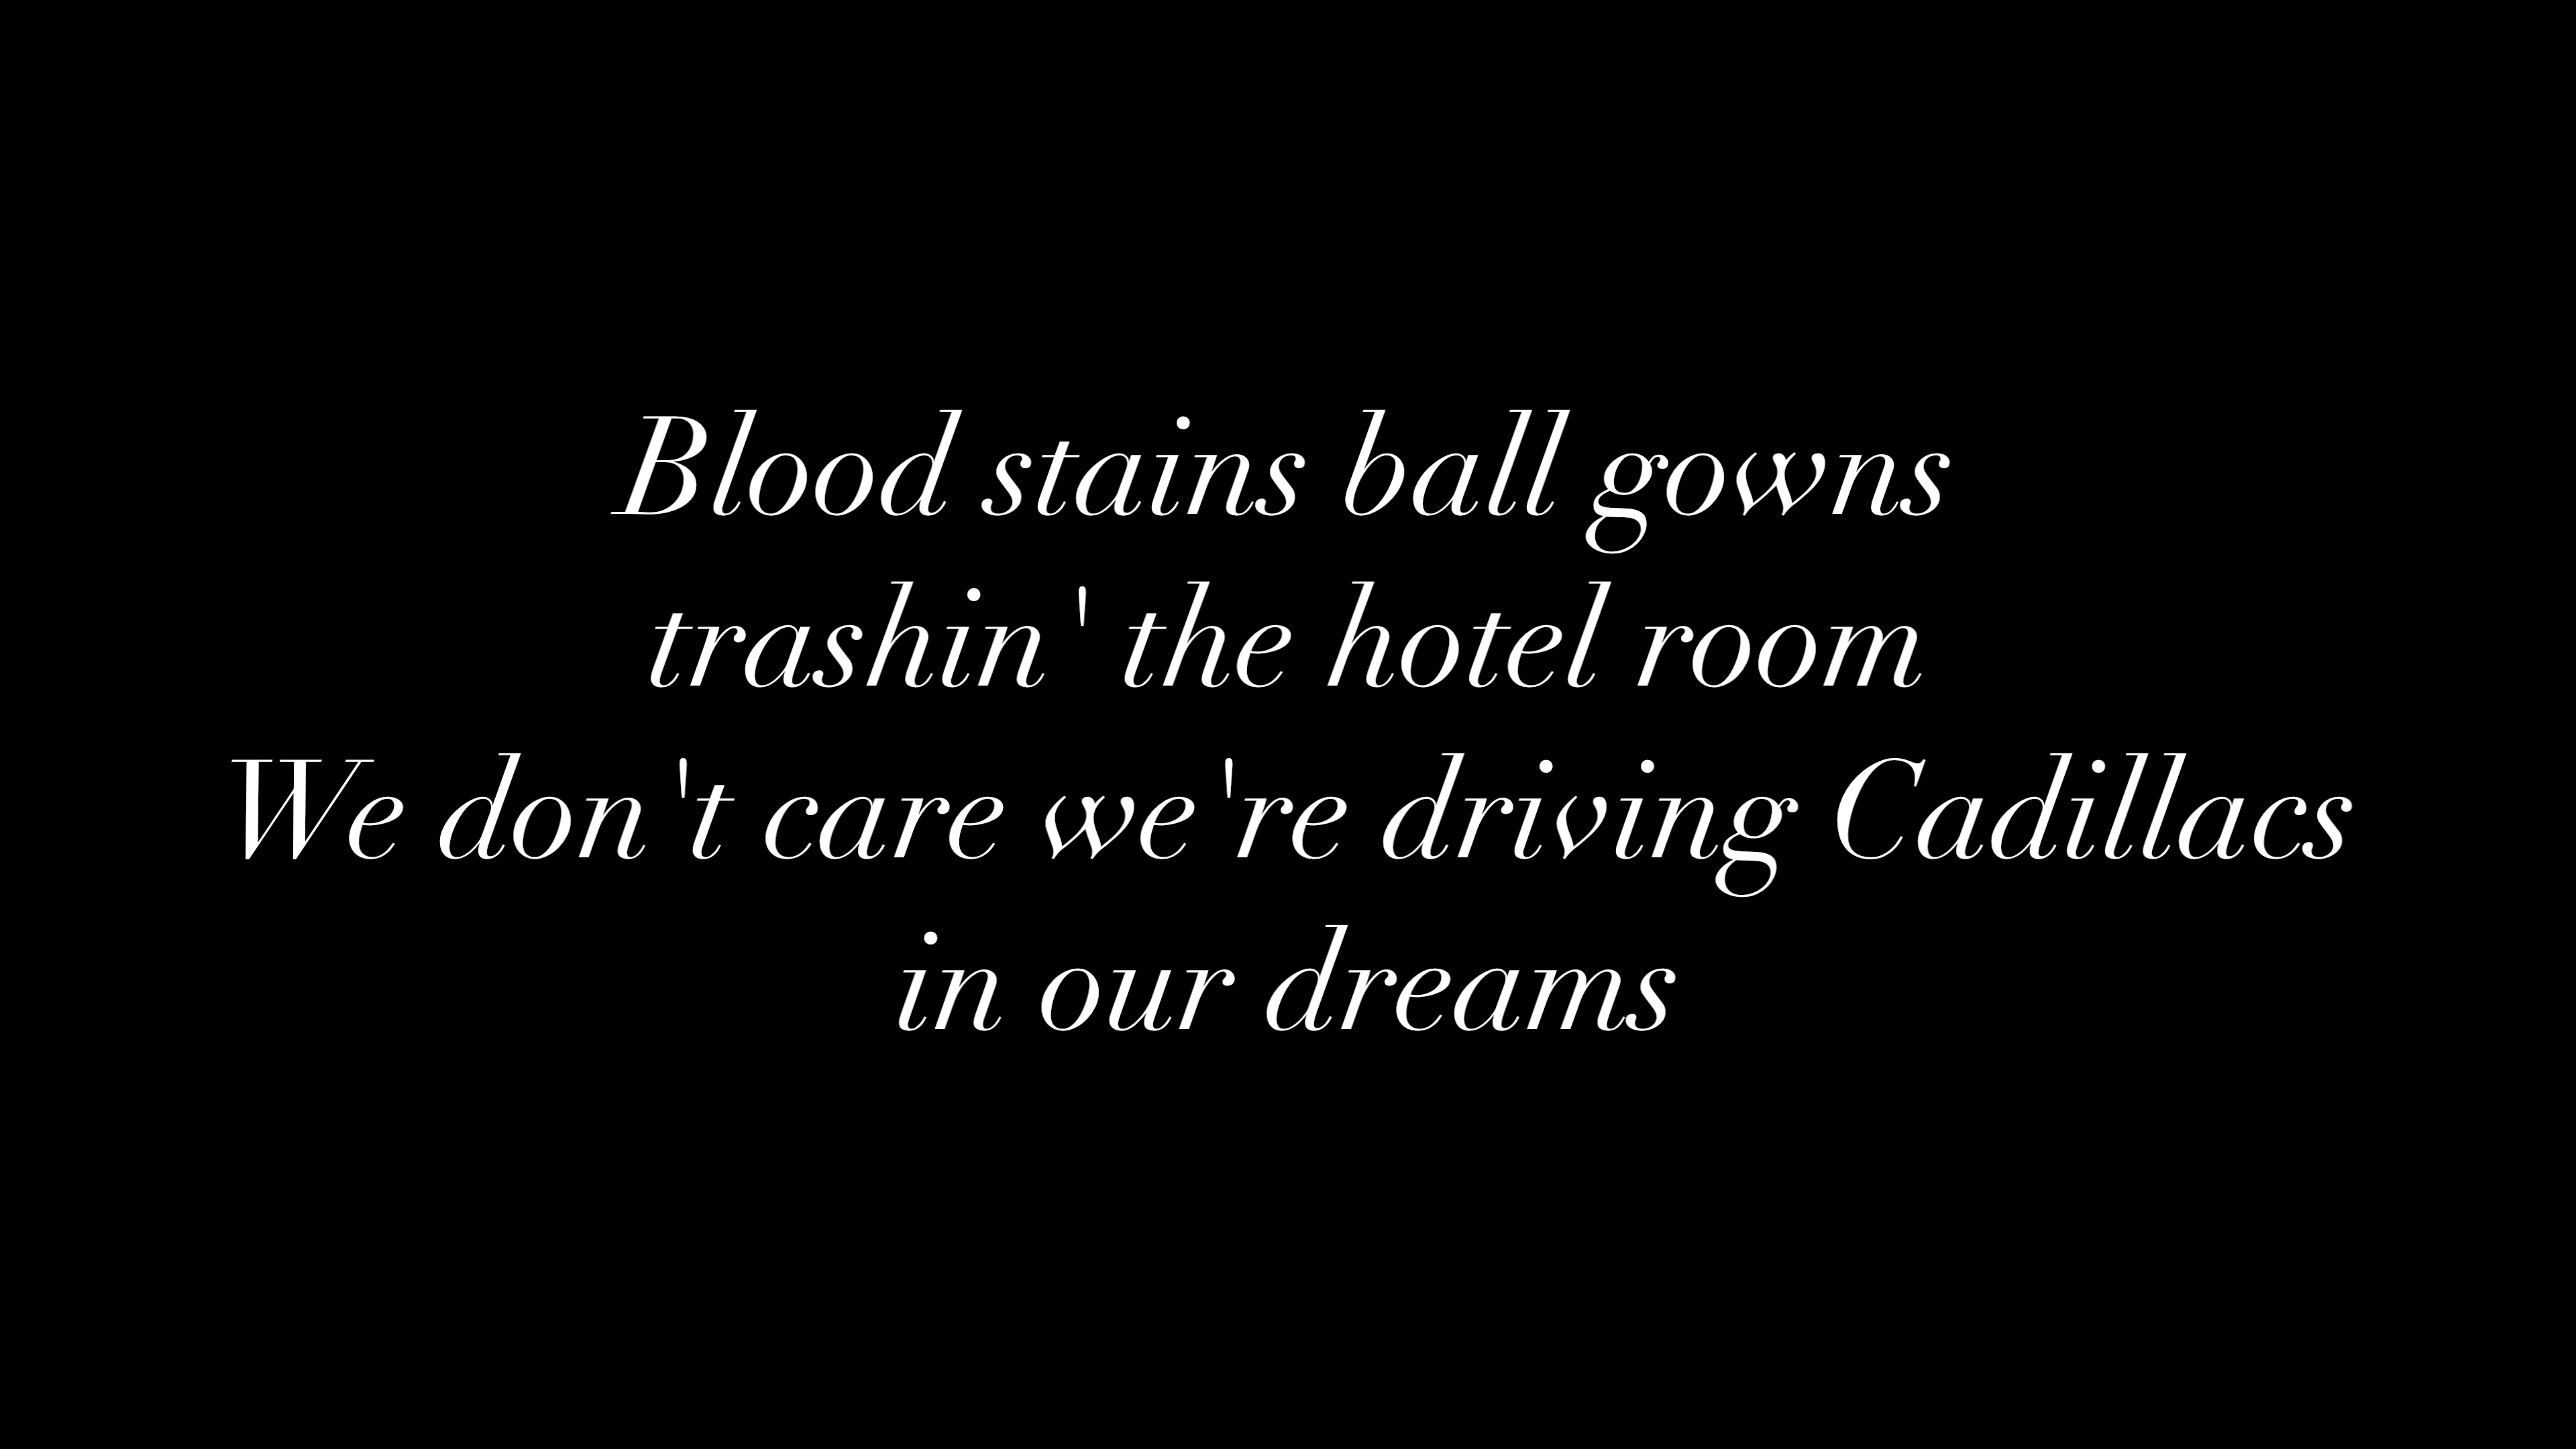 Blood stains ball gowns
trashin' the hotel room
We don't care we're driving Cadillacs
in our dreams